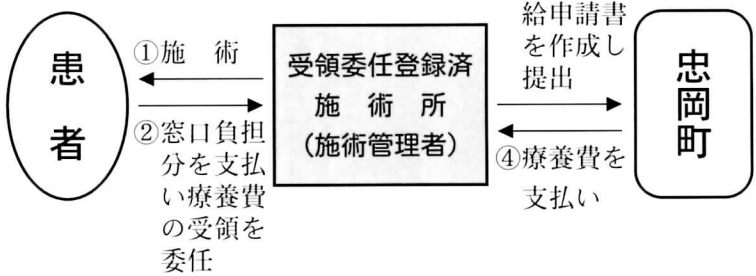 患者
①施 術
②窓口負担
分を支払
い療養費
の受領を
委任
受領委任登録済
施 術 所
(施術管理者)
給申請書
を作成し
提出
④療養費を
支払い
忠岡町